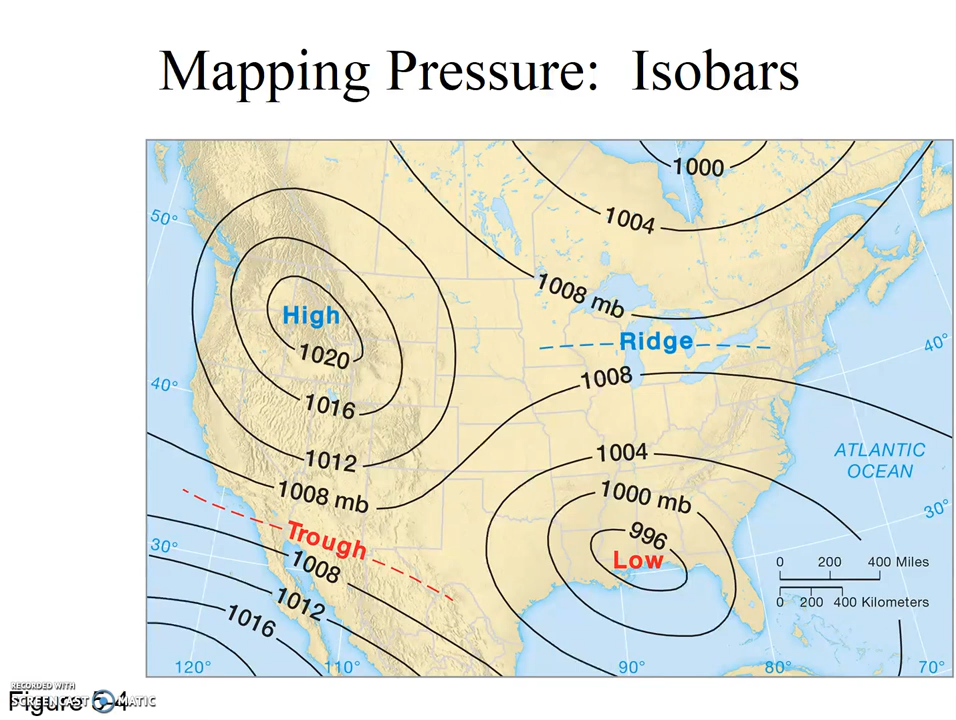 Mapping Pressure:  Isobars
1000
50°
1004
1008 mb
High
Ridge
40°
1020
1008
40°
1016
1004
ATLANTIC
OCEAN
1012
1000 mb
1008 mb
30°
996
Trough
30°
Low
0 200 400 Miles
1008
1012
0 200 400 Kilometers
1016
120° 110° 90° 80° 70°
RECORDED WITH
SCREENCAST MATIC
Figure 5-4